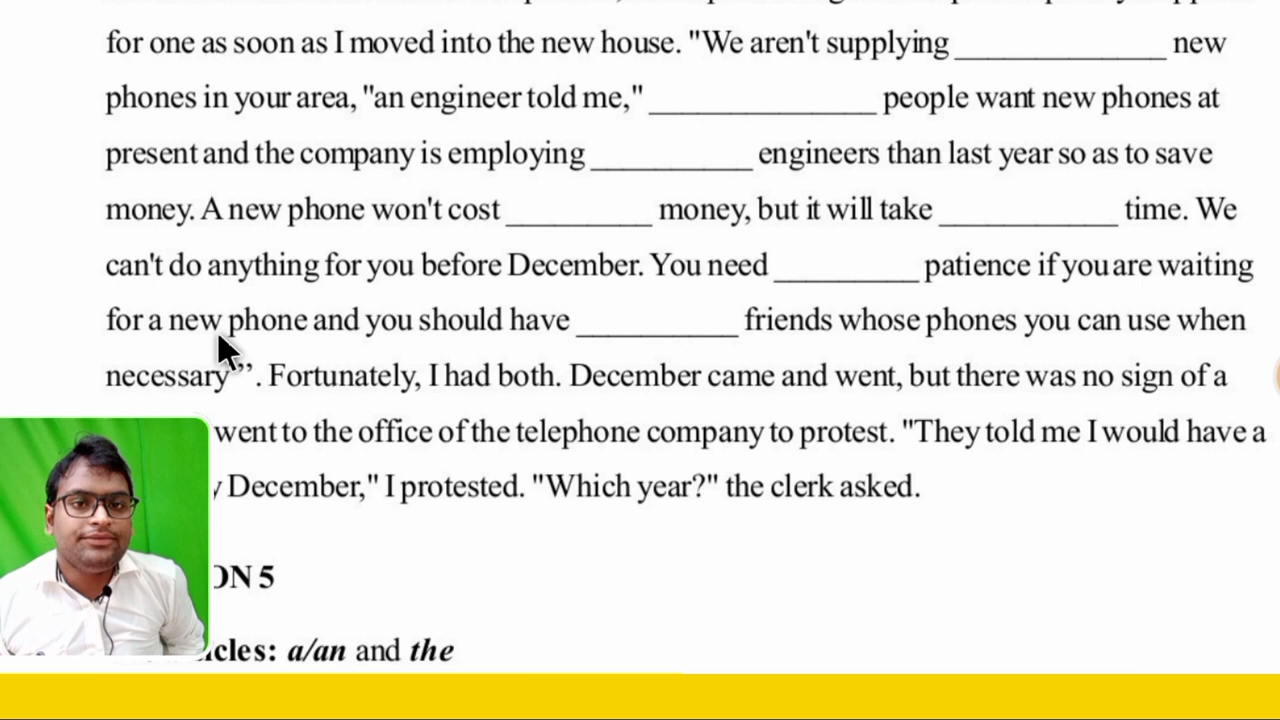 for one as soon as I moved into the new house. "We aren't supplying _____________ new
phones in your area, "an engineer told me," ______________ people want new phones at
present and the company is employing __________ engineers than last year so as to save
money. A new phone won't cost _________ money, but it will take ___________ time. We
can't do anything for you before December. You need _________ patience if you are waiting
for a new phone and you should have __________ friends whose phones you can use when
necessary’’. Fortunately, I had both. December came and went, but there was no sign of a
went to the office of the telephone company to protest. "They told me I would have a
December," I protested. "Which year?" the clerk asked.
5
a/an and the